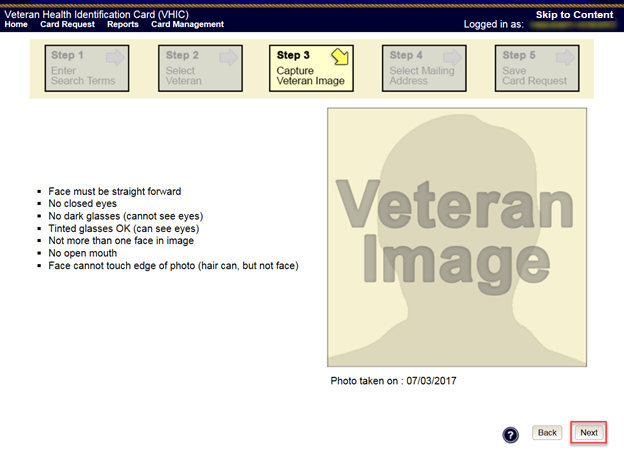 Veteran Health Identification Card (VHIC)
Skip to Content
Home Card Request Reports Card Management
Logged in as:
Step 1
Enter
Search Terms
Step 2
Select
Veteran
Step 3
Capture
Veteran Image
Step 4
Select Mailing
Address
Step 5
Save
Card Request
Face must be straight forward
No closed eyes
No dark glasses (cannot see eyes)
Tinted glasses OK (can see eyes)
Not more than one face in image
No open mouth
Face cannot touch edge of photo (hair can, but not face)
Veteran
Image
Photo taken on : 07/03/2017
? Back Next